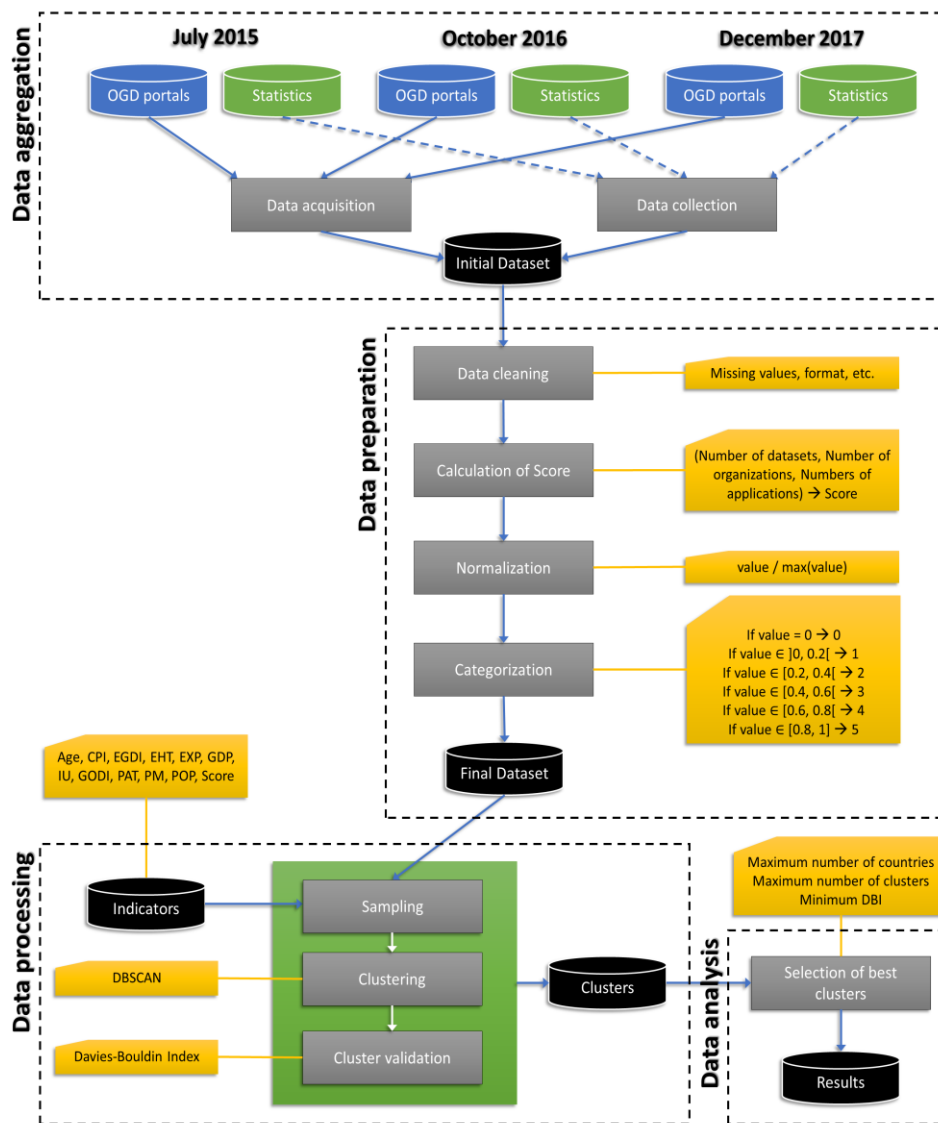 Data aggregation
July 2015
October 2016
December 2017
OGD portals
Statistics
OGD portals
Statistics
OGD portals
Statistics
Data acquisition
Data collection
Initial Dataset
Data preparation
Data cleaning
Missing values, format, etc.
Calculation of Score
(Number of datasets, Number of
organizations, Numbers of
applications) → Score
Normalization
value / max(value)
Categorization
If value = 0 → 0
If value ∈ ]0, 0.2[ → 1
If value ∈ [0.2, 0.4[ → 2
If value ∈ [0.4, 0.6[ → 3
If value ∈ [0.6, 0.8[ → 4
If value ∈ [0.8, 1] → 5
Final Dataset
Age, CPI, EGDI, EHT, EXP, GDP,
IU, GODI, PAT, PM, POP, Score
Data processing
Indicators
Sampling
DBSCAN
Clustering
Davies-Bouldin Index
Cluster validation
Clusters
Data analysis
Maximum number of countries
Maximum number of clusters
Minimum DBI
Selection of best
clusters
Results